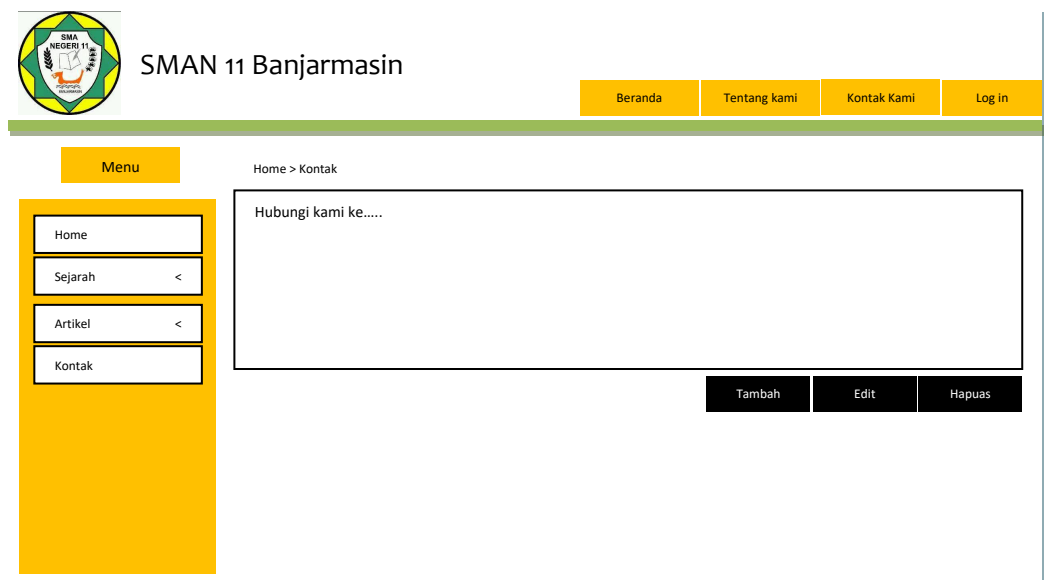 SMA
NEGERI 11
BANJARMASIN
SMAN 11 Banjarmasin
Beranda
Tentang kami
Kontak Kami
Log in
Menu
Home > Kontak
Home
Sejarah <
Artikel <
Kontak
Hubungi kami ke.....
Tambah
Edit
Hapuas